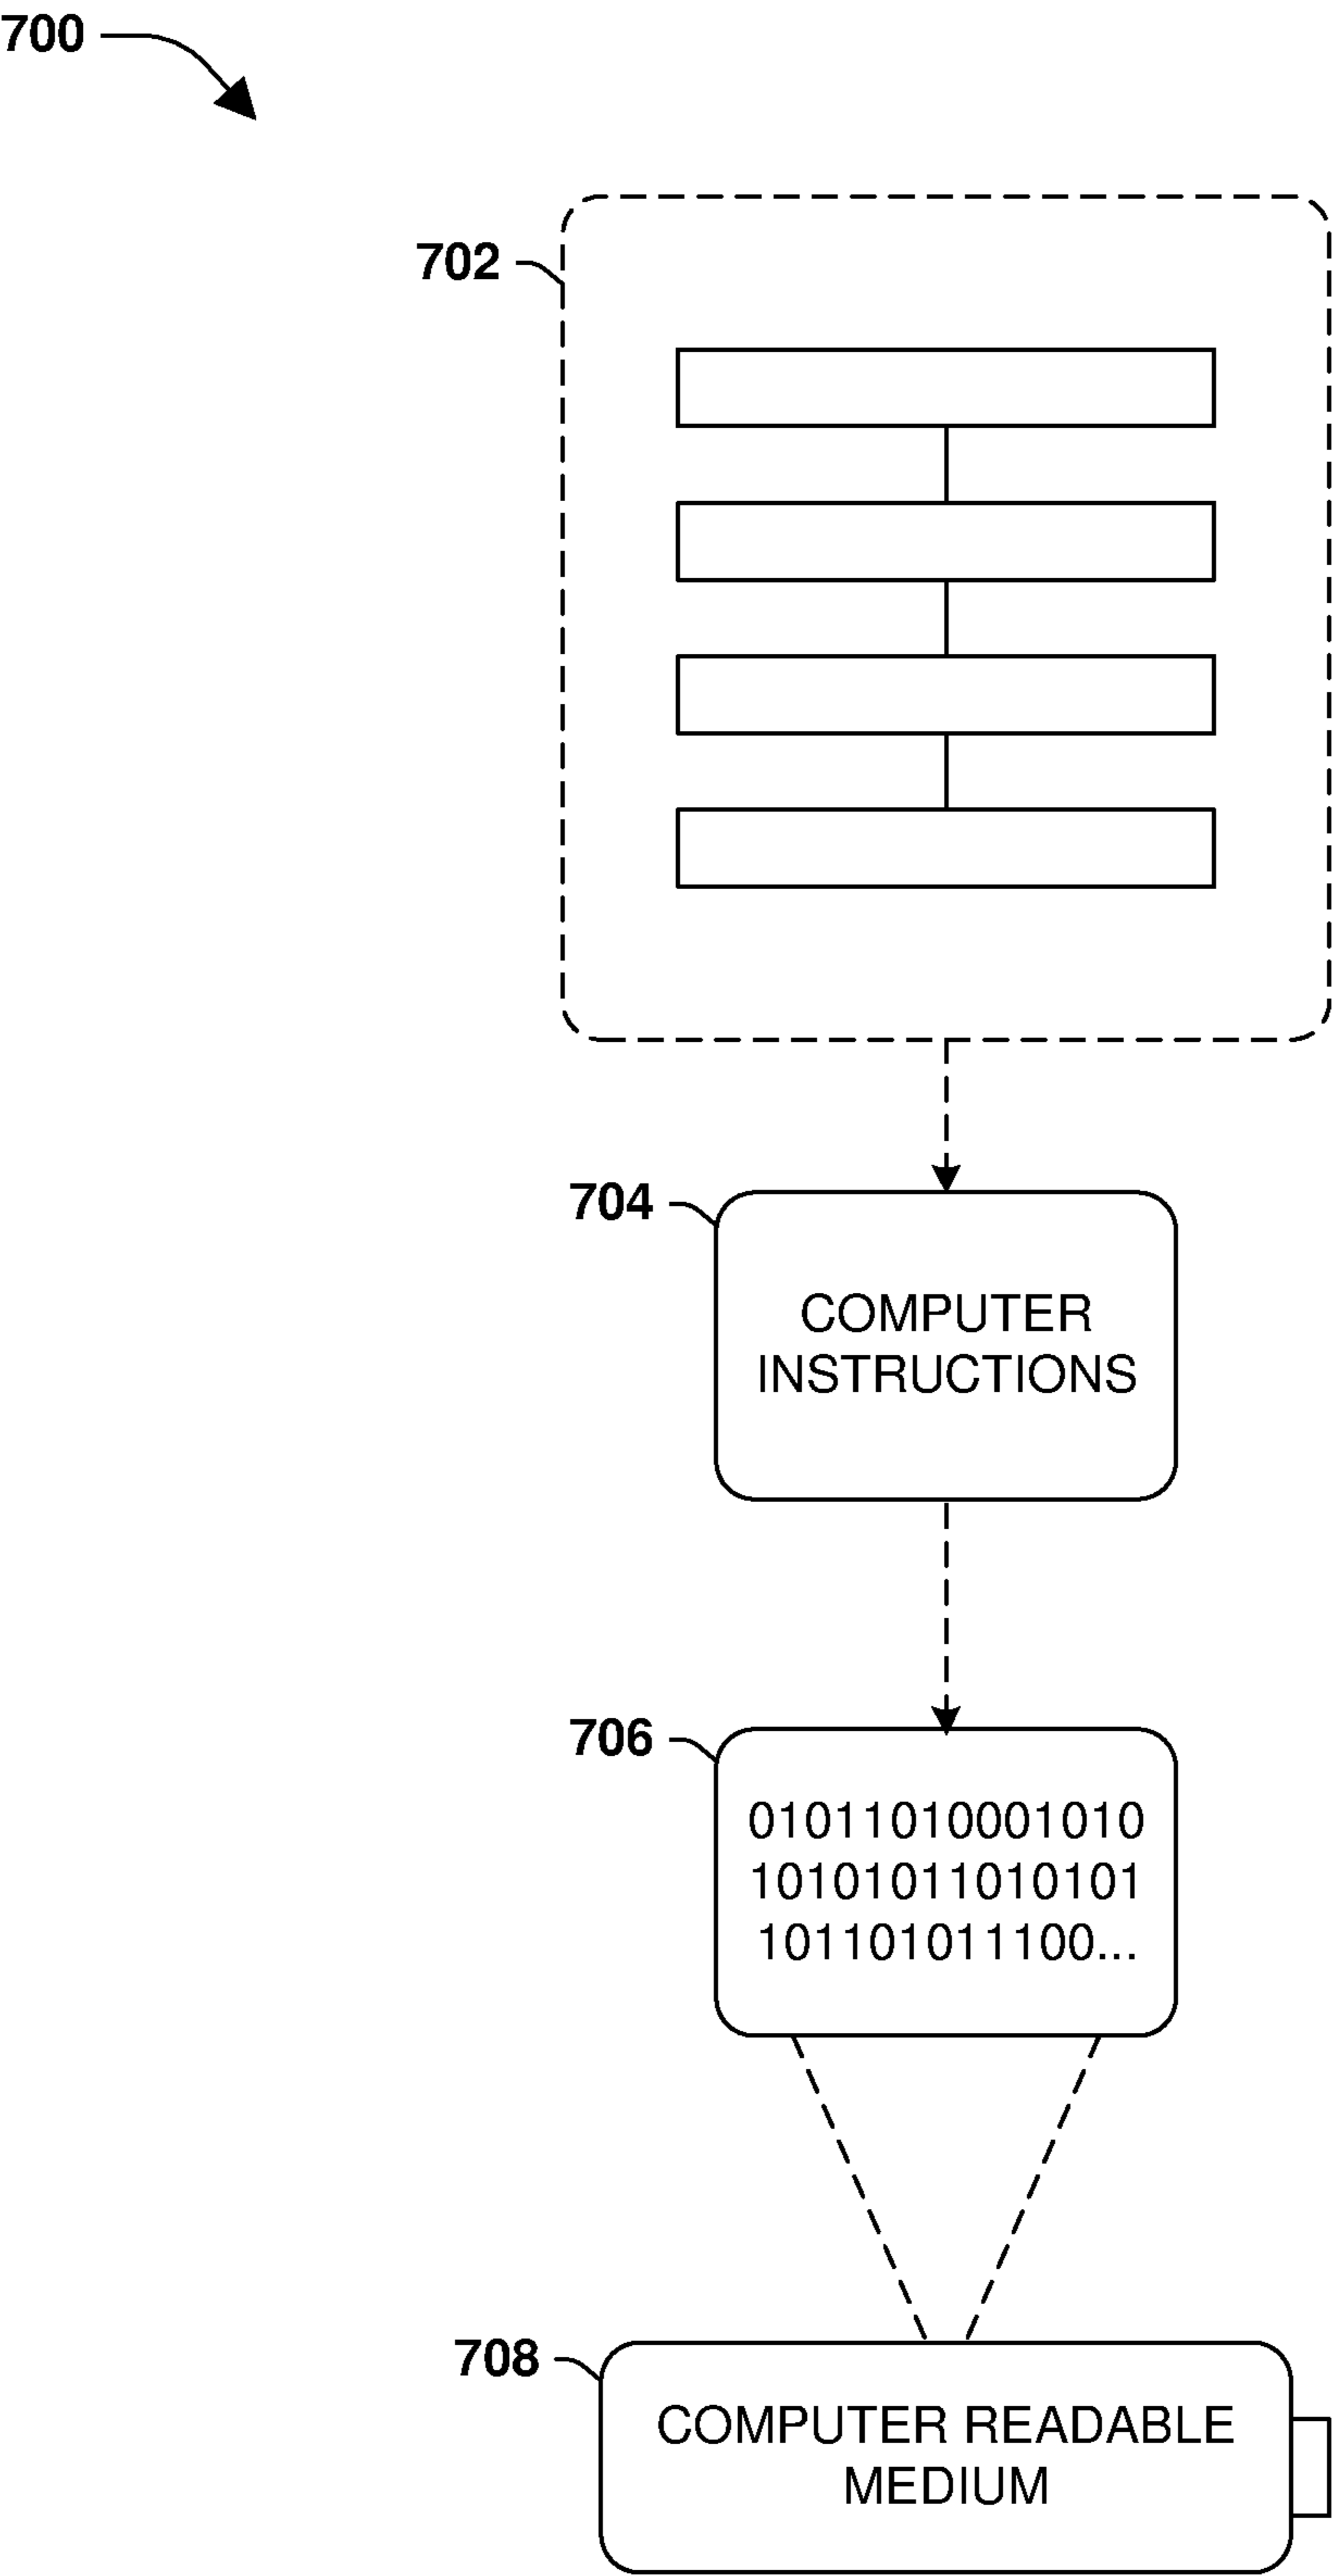 700
702
704
COMPUTER
INSTRUCTIONS
706
01011010001010
10101011010101
101101011100...
708
COMPUTER READABLE
MEDIUM